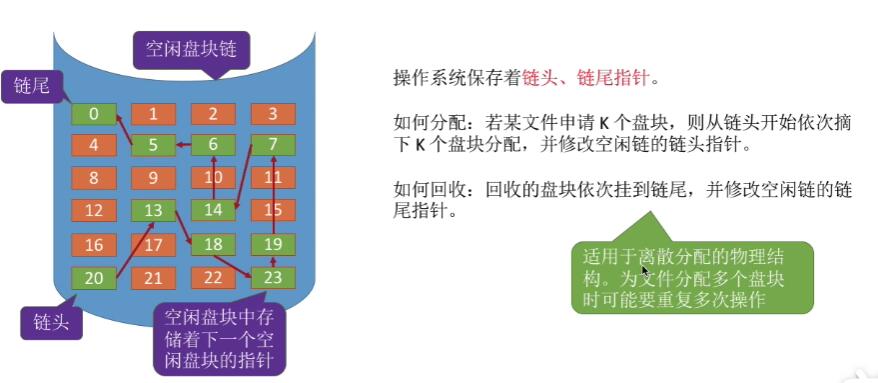 空闲盘块链
链尾
0 1 2 3
4 5 6 7
8 9 10 11
12 13 14 15
16 17 18 19
20 21 22 23
链头
空闲盘块中存
储着下一个空
闲盘块的指针
操作系统保存着链头、链尾指针。
如何分配：若某文件申请 K 个盘块，则从链头开始依次摘
下 K 个盘块分配，并修改空闲链的链头指针。
如何回收：回收的盘块依次挂到链尾，并修改空闲链的链
尾指针。
适用于离散分配的物理结
构。为文件分配多个盘块
时可能要重复多次操作